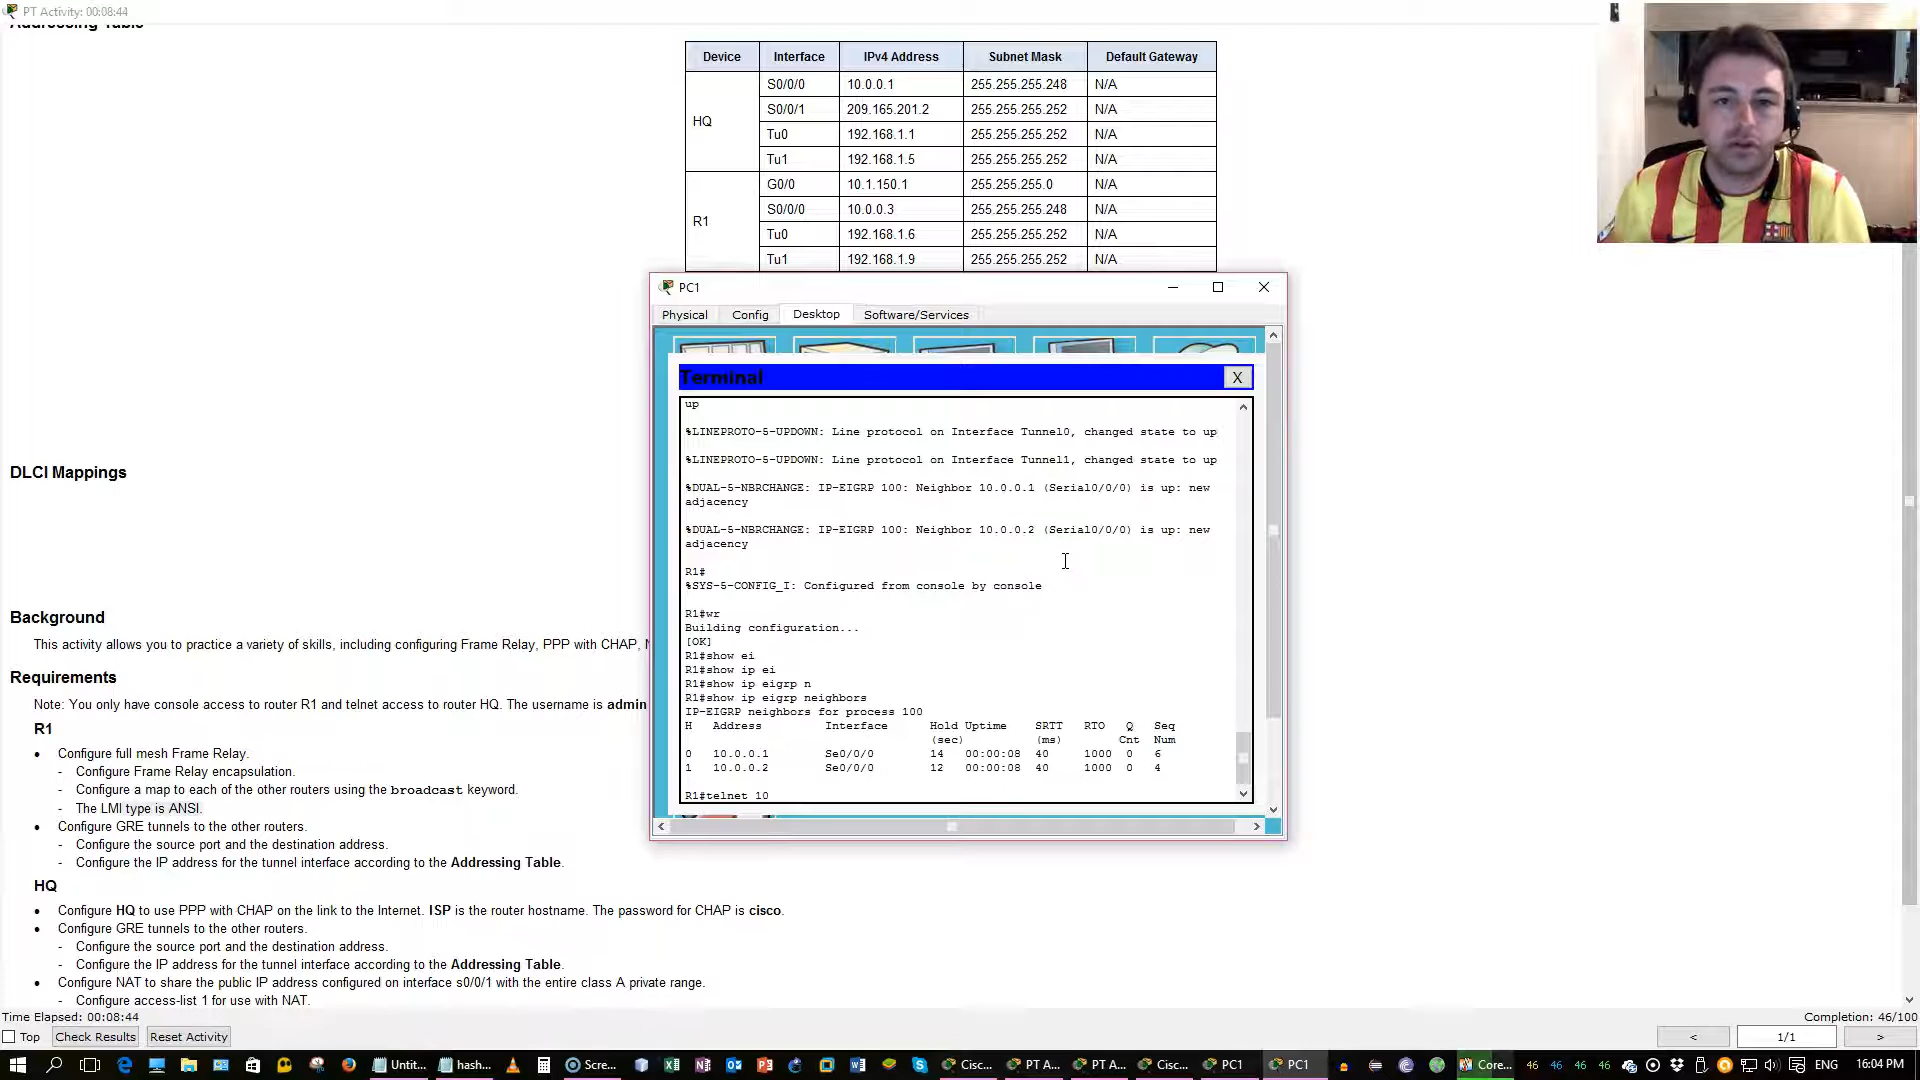 PT Activity: 00:08:44
Addressing Table
Device Interface IPv4 Address Subnet Mask Default Gateway
HQ
S0/0/0 10.0.0.1 255.255.255.248 N/A
S0/0/1 209.165.201.2 255.255.255.252 N/A
Tu0 192.168.1.1 255.255.255.252 N/A
Tu1 192.168.1.5 255.255.255.252 N/A
R1
G0/0 10.1.150.1 255.255.255.0 N/A
S0/0/0 10.0.0.3 255.255.255.248 N/A
Tu0 192.168.1.6 255.255.255.252 N/A
Tu1 192.168.1.9 255.255.255.252 N/A
PC1
Physical Config Desktop Software/Services
Terminal X
up
%LINEPROTO-5-UPDOWN: Line protocol on Interface Tunnel0, changed state to up
%LINEPROTO-5-UPDOWN: Line protocol on Interface Tunnel1, changed state to up
%DUAL-5-NBRCHANGE: IP-EIGRP 100: Neighbor 10.0.0.1 (Serial0/0/0) is up: new
adjacency
%DUAL-5-NBRCHANGE: IP-EIGRP 100: Neighbor 10.0.0.2 (Serial0/0/0) is up: new
adjacency
R1#
%SYS-5-CONFIG_I: Configured from console by console
R1#wr
Building configuration...
[OK]
R1#show ei
R1#show ip ei
R1#show ip eigrp n
R1#show ip eigrp neighbors
IP-EIGRP neighbors for process 100
H Address Interface Hold Uptime SRTT RTO Q Seq
(sec) (ms) Cnt Num
0 10.0.0.1 Se0/0/0 14 00:00:08 40 1000 0 6
1 10.0.0.2 Se0/0/0 12 00:00:08 40 1000 0 4
R1#telnet 10
DLCI Mappings
Background
This activity allows you to practice a variety of skills, including configuring Frame Relay, PPP with CHAP,
Requirements
Note: You only have console access to router R1 and telnet access to router HQ. The username is admin
R1
• Configure full mesh Frame Relay.
- Configure Frame Relay encapsulation.
- Configure a map to each of the other routers using the broadcast keyword.
- The LMI type is ANSI.
• Configure GRE tunnels to the other routers.
- Configure the source port and the destination address.
- Configure the IP address for the tunnel interface according to the Addressing Table.
HQ
• Configure HQ to use PPP with CHAP on the link to the Internet. ISP is the router hostname. The password for CHAP is cisco.
• Configure GRE tunnels to the other routers.
- Configure the source port and the destination address.
- Configure the IP address for the tunnel interface according to the Addressing Table.
• Configure NAT to share the public IP address configured on interface s0/0/1 with the entire class A private range.
- Configure access-list 1 for use with NAT.
Time Elapsed: 00:08:44 Completion: 46/100
Top Check Results Reset Activity < 1/1 >
Untit... hash... Scre... Cisc... PT A... PT A... Cisc... PC1 PC1 Core... 46 46 46 46 ENG 16:04 PM